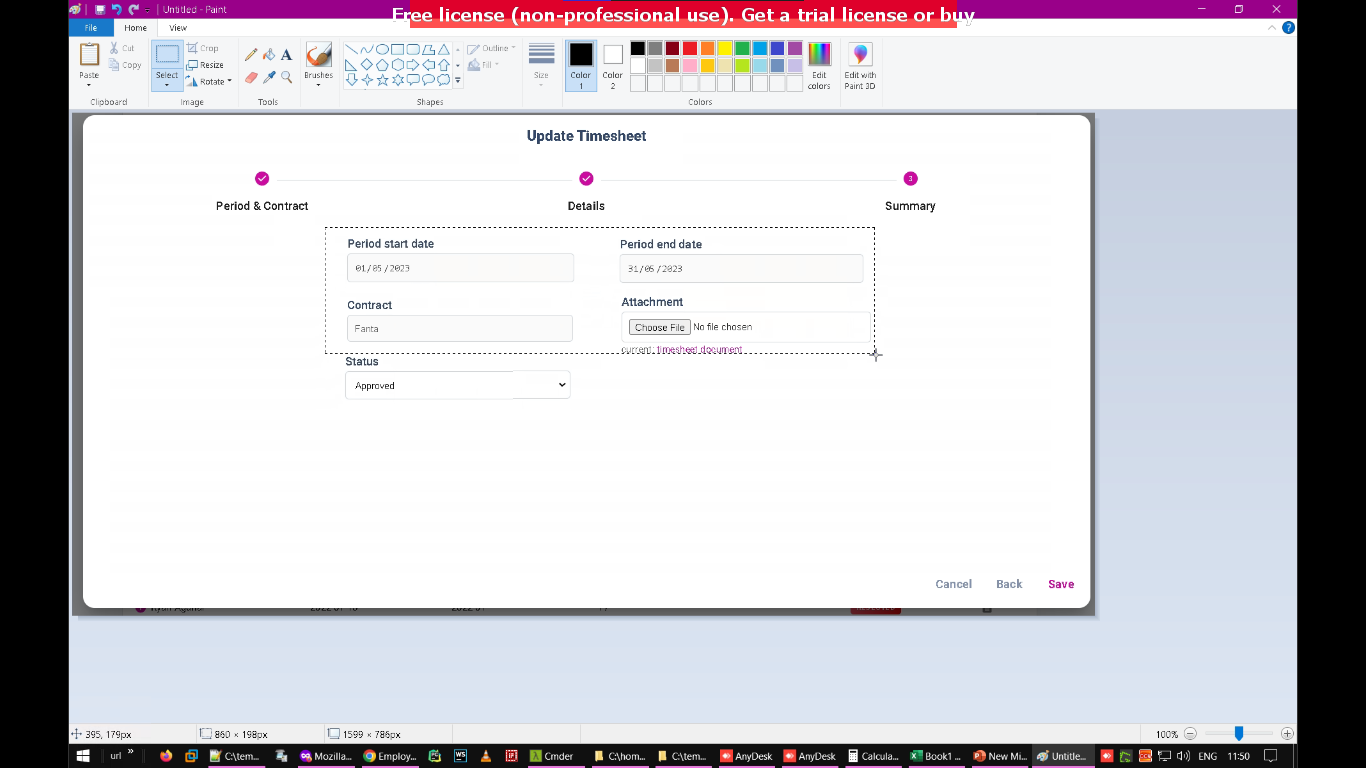 Untitled - Paint
Free license (non-professional use). Get a trial license or buy
File Home View
Paste
Cut
Copy
Clipboard
Select
Crop
Resize
Rotate
Image
Tools
Brushes
Shapes
Outline
Fill
Size
Color 1
Color 2
Colors
Edit colors
Edit with Paint 3D
Update Timesheet
3
Period & Contract Details Summary
Period start date Period end date
01/05/2023 31/05/2023
Contract Attachment
Fanta Choose File No file chosen
current: timesheet document
Status
Approved
Cancel Back Save
395, 179px 860 × 198px 1599 × 786px 100%
url C:\tem... Mozilla... Employ... WS Cmder C:\hom... C:\tem... AnyDesk AnyDesk Calcula... Book1 ... New Mi... Untitle... ENG 11:50